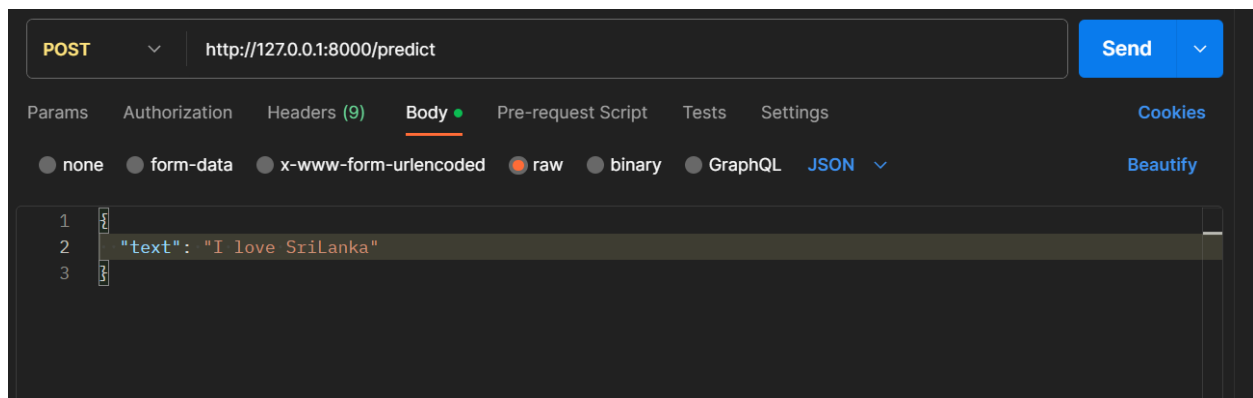 POST http://127.0.0.1:8000/predict Send
Params Authorization Headers (9) Body Pre-request Script Tests Settings Cookies
none form-data x-www-form-urlencoded raw binary GraphQL JSON Beautify
1 {
2 "text": "I love SriLanka"
3 }